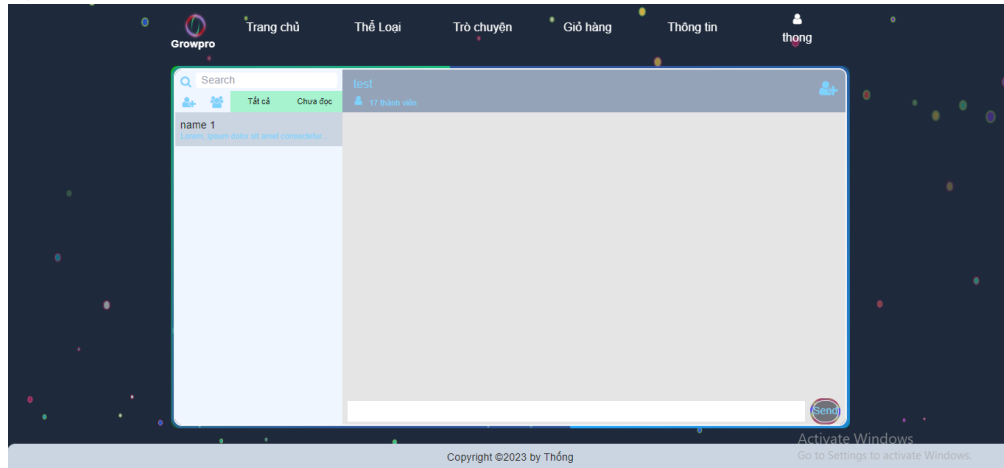 Growpro
Trang chủ
Thể Loại
Trò chuyện
Giỏ hàng
Thông tin
thong
Search
Tất cả
Chưa đọc
name 1
Lorem, ipsum dolor sit amet consectetur...
test
17 thành viên
Send
Activate Windows
Go to Settings to activate Windows.
Copyright ©2023 by Thống